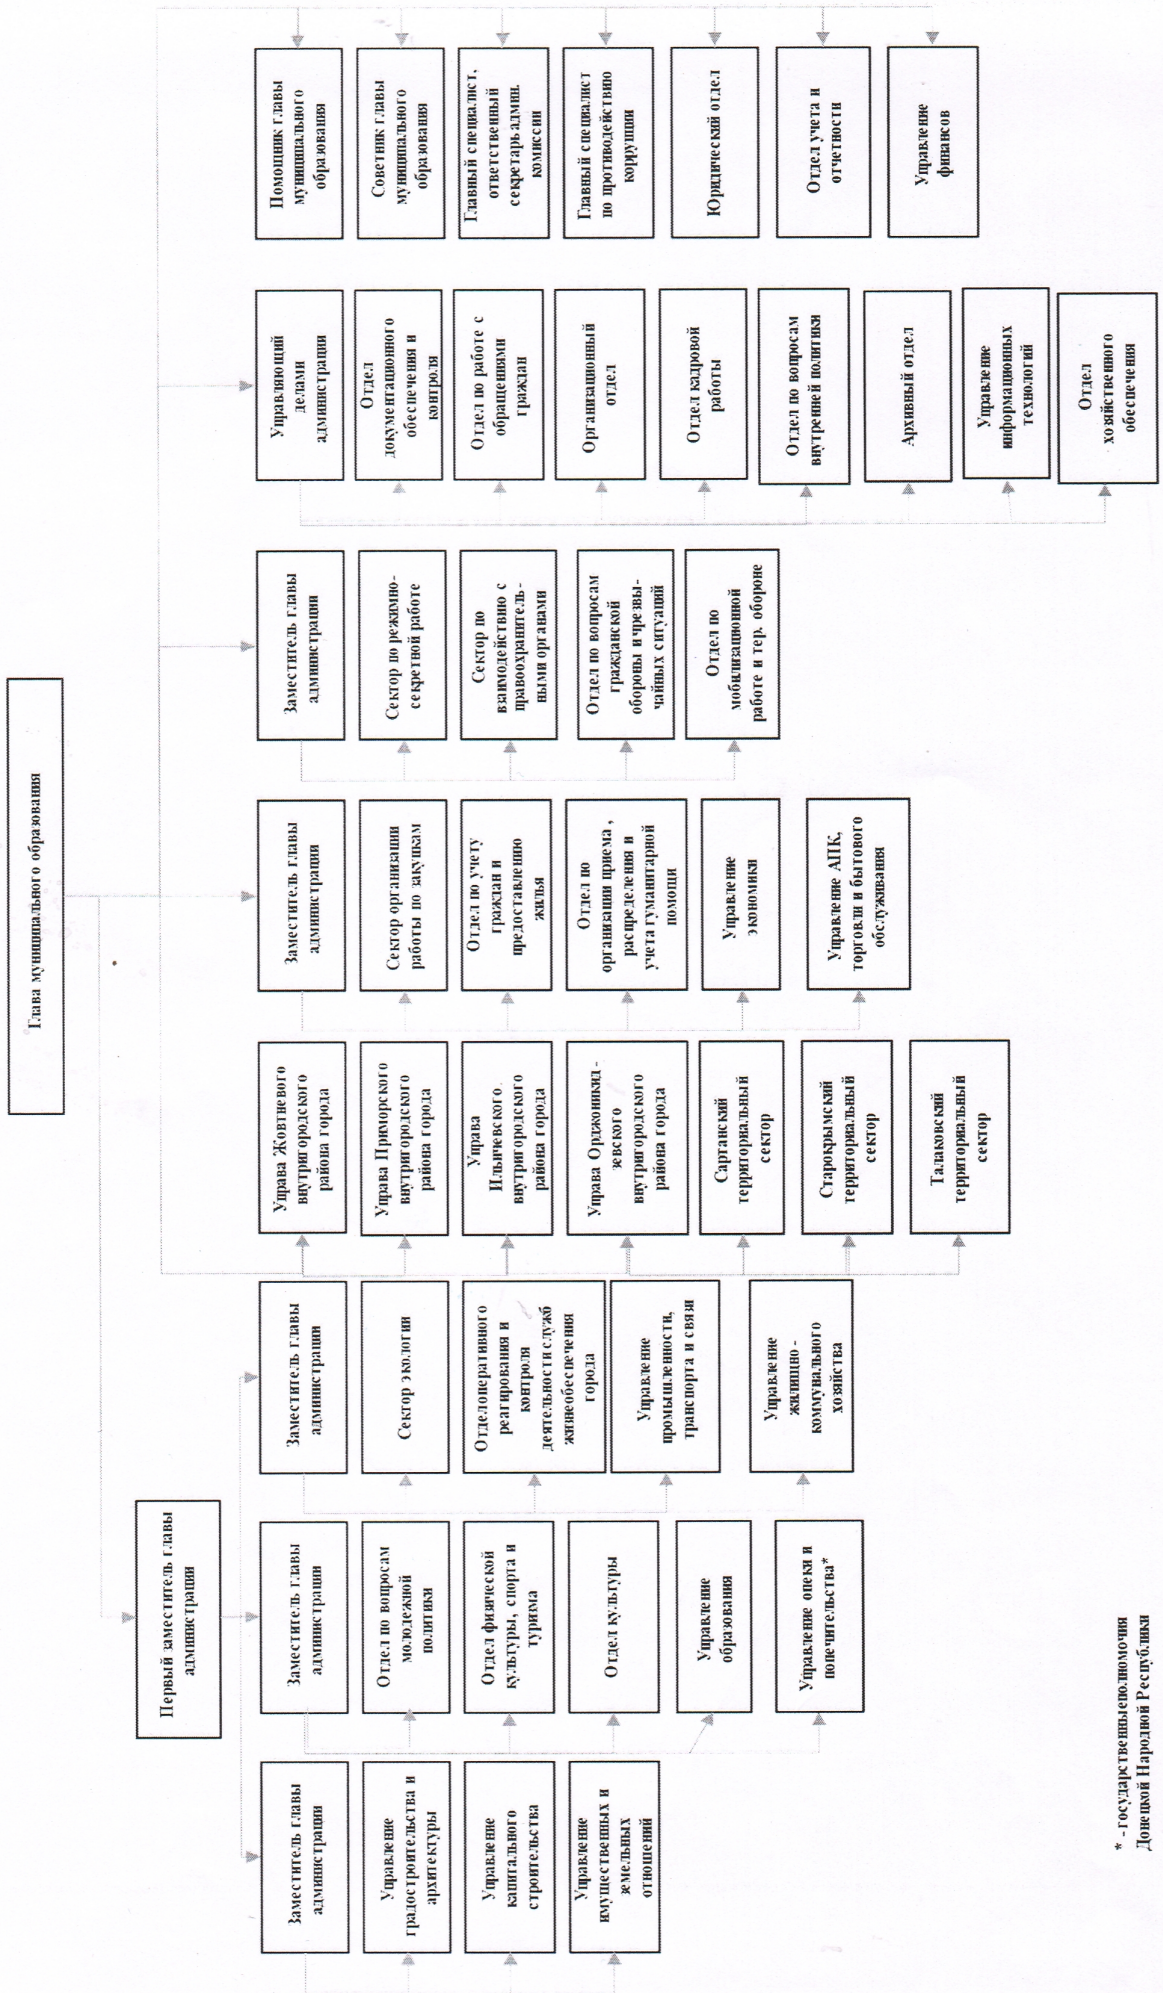 Глава муниципального образования
Первый заместитель главы
администрации
Заместитель главы
администрации
Управление
градостроительства и
архитектуры
Управление
капитального
строительства
Управление
имущественных и
земельных
отношений
Заместитель главы
администрации
Отдел по вопросам
молодежной
политики
Отдел физической
культуры, спорта и
туризма
Отдел культуры
Управление
образования
Управление опеки и
попечительства*
Заместитель главы
администрации
Сектор экологии
Отделоперативного
реагирования и
контроля
деятельности служб
жизнеобеспечения
города
Управление
промышленности,
транспорта и связи
Управление
жилищно-
коммунального
хозяйства
Управа Жовтневого
внутригородского
района города
Управа Приморского
внутригородского
района города
Управа
Ильичевского
внутригородского
района города
Управа Орджоникид-
зевского
внутригородского
района города
Сартанский
территориальный
сектор
Старокрымский
территориальный
сектор
Талаковский
территориальный
сектор
Заместитель главы
администрации
Сектор организации
работы по закупкам
Отдел по учету
граждан и
предоставлению
жилья
Отдел по
организации приема ,
распределения и
учета гуманитарной
помощи
Управление
экономики
Управление АПК,
торговли и бытового
обслуживания
Заместитель главы
администрации
Сектор по режимно-
секретной работе
Сектор по
взаимодействию с
правоохранитель-
ными органами
Отдел по вопросам
гражданской
обороны и чрезвы-
чайных ситуаций
Отдел по
мобилизационной
работе и тер. обороне
Управляющий
делами
администрации
Отдел
документационного
обеспечения и
контроля
Отдел по работе с
обращениями
граждан
Организационный
отдел
Отдел кадровой
работы
Отдел по вопросам
внутренней политики
Архивный отдел
Управление
информационных
технологий
Отдел
хозяйственного
обеспечения
Помощник главы
муниципального
образования
Советник главы
муниципального
образования
Главный специалист,
ответственный
секретарь админ.
комиссии
Главный специалист
по противодействию
коррупции
Юридический отдел
Отдел учета и
отчетности
Управление
финансов
* - государственныеполномочия
Донецкой Народной Республики